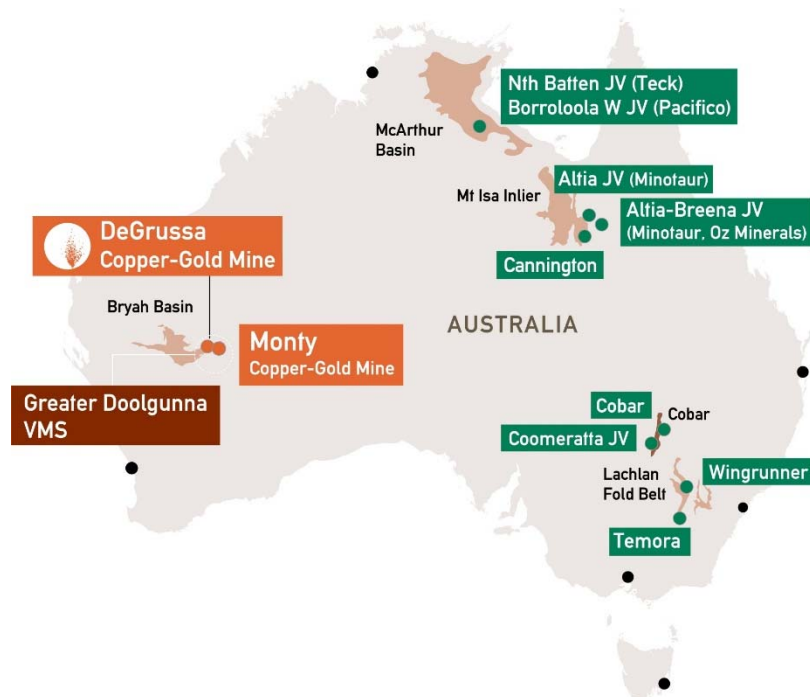 Nth Batten JV (Teck)
Borroloola W JV (Pacifico)
McArthur
Basin
Altia JV (Minotaur)
Mt Isa Inlier
Altia-Breena JV
(Minotaur, Oz Minerals)
Cannington
DeGrussa
Copper-Gold Mine
Bryah Basin
AUSTRALIA
Monty
Copper-Gold Mine
Greater Doolgunna
VMS
Cobar
Cobar
Coomeratta JV
Lachlan
Fold Belt
Wingrunner
Temora